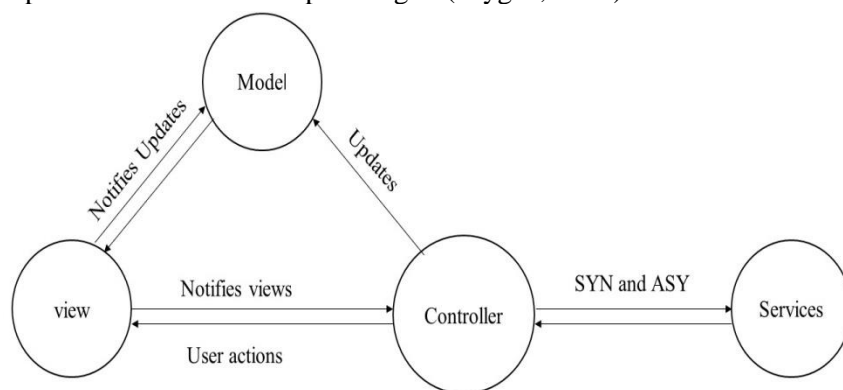 Model
Notifies Updates
Updates
view
Notifies views
User actions
Controller
SYN and ASY
Services